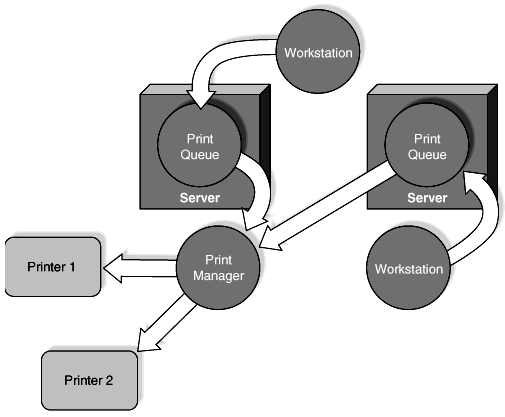 Workstation
Print
Queue
Server
Print
Queue
Server
Print
Manager
Workstation
Printer 1
Printer 2